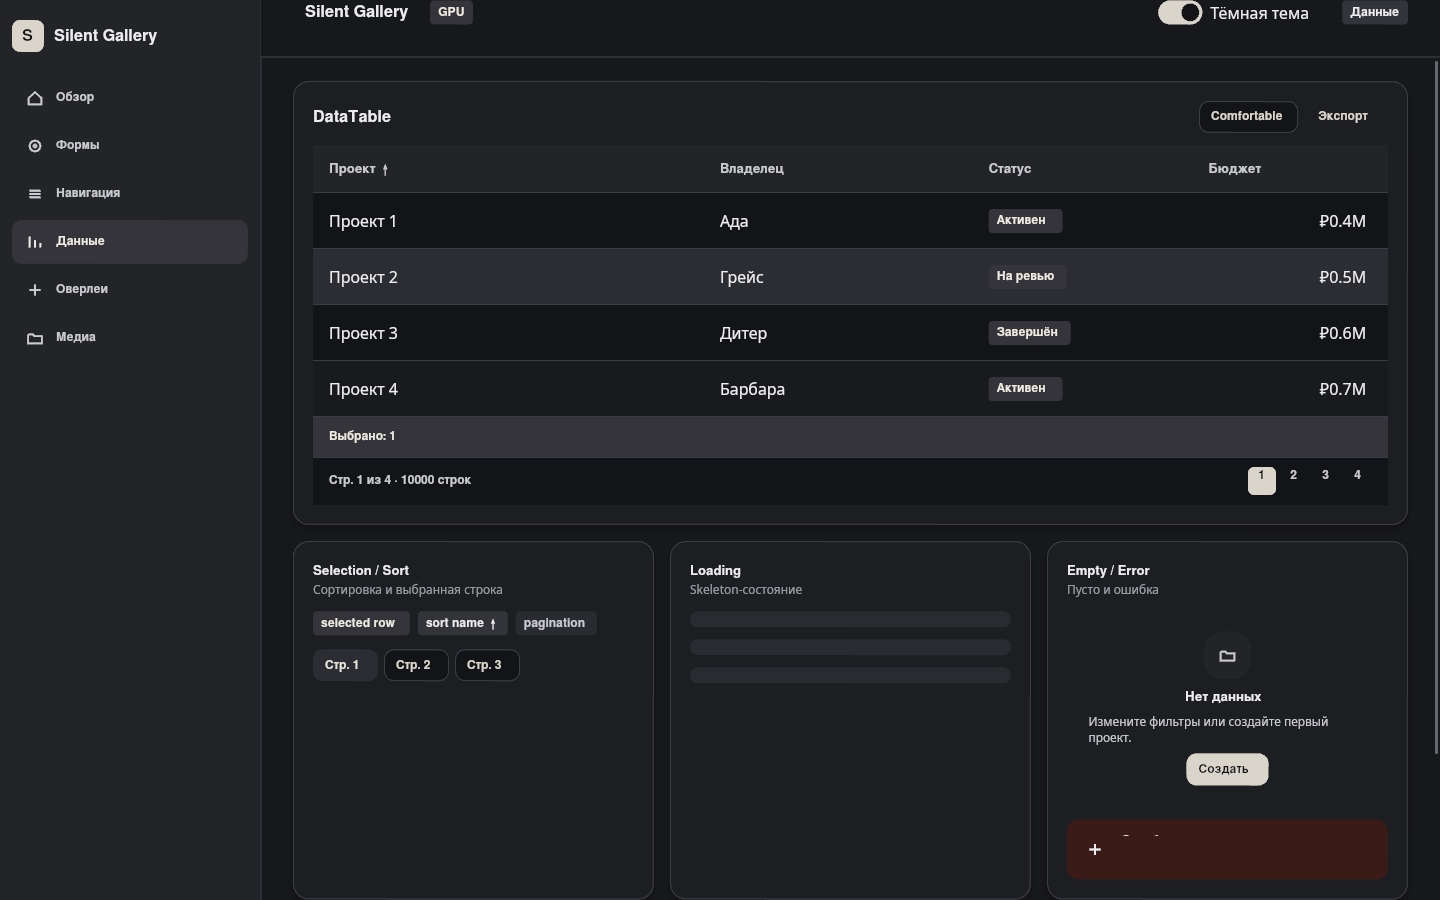 S Silent Gallery
Обзор
Формы
Навигация
Данные
Оверлеи
Медиа
Silent Gallery GPU Тёмная тема Данные
DataTable Comfortable Экспорт
Проект Владелец Статус Бюджет
Проект 1 Ада Активен ₽0.4M
Проект 2 Грейс На ревью ₽0.5M
Проект 3 Дитер Завершён ₽0.6M
Проект 4 Барбара Активен ₽0.7M
Выбрано: 1
Стр. 1 из 4 · 10000 строк 1 2 3 4
Selection / Sort
Сортировка и выбранная строка
selected row sort name pagination
Стр. 1 Стр. 2 Стр. 3
Loading
Skeleton-состояние
Empty / Error
Пусто и ошибка
Нет данных
Измените фильтры или создайте первый
проект.
Создать